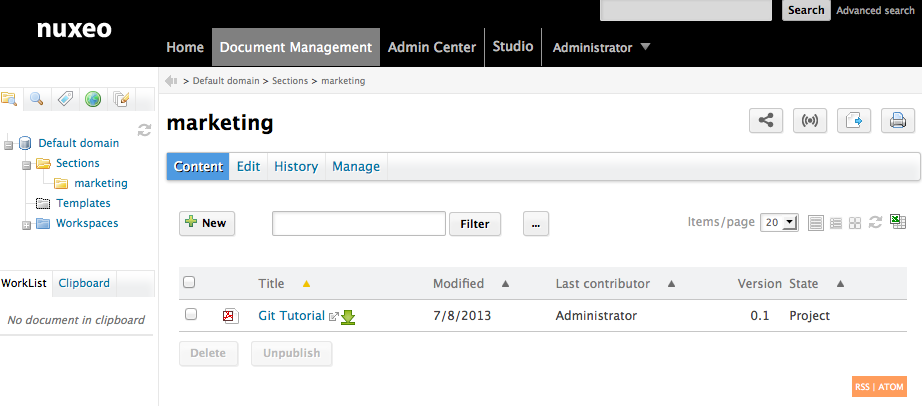 nuxeo
Search
Advanced search
Home
Document Management
Admin Center
Studio
Administrator
> Default domain > Sections > marketing
Default domain
Sections
marketing
Templates
Workspaces
WorkList
Clipboard
No document in clipboard
marketing
Content
Edit
History
Manage
New
Filter
...
Items/page
20
Title
Modified
Last contributor
Version
State
Git Tutorial
7/8/2013
Administrator
0.1
Project
Delete
Unpublish
RSS | ATOM